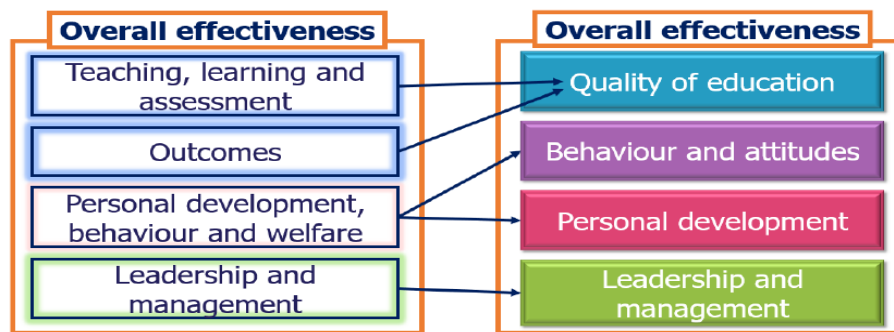 Overall effectiveness
Teaching, learning and
assessment
Outcomes
Personal development,
behaviour and welfare
Leadership and
management
Overall effectiveness
Quality of education
Behaviour and attitudes
Personal development
Leadership and
management